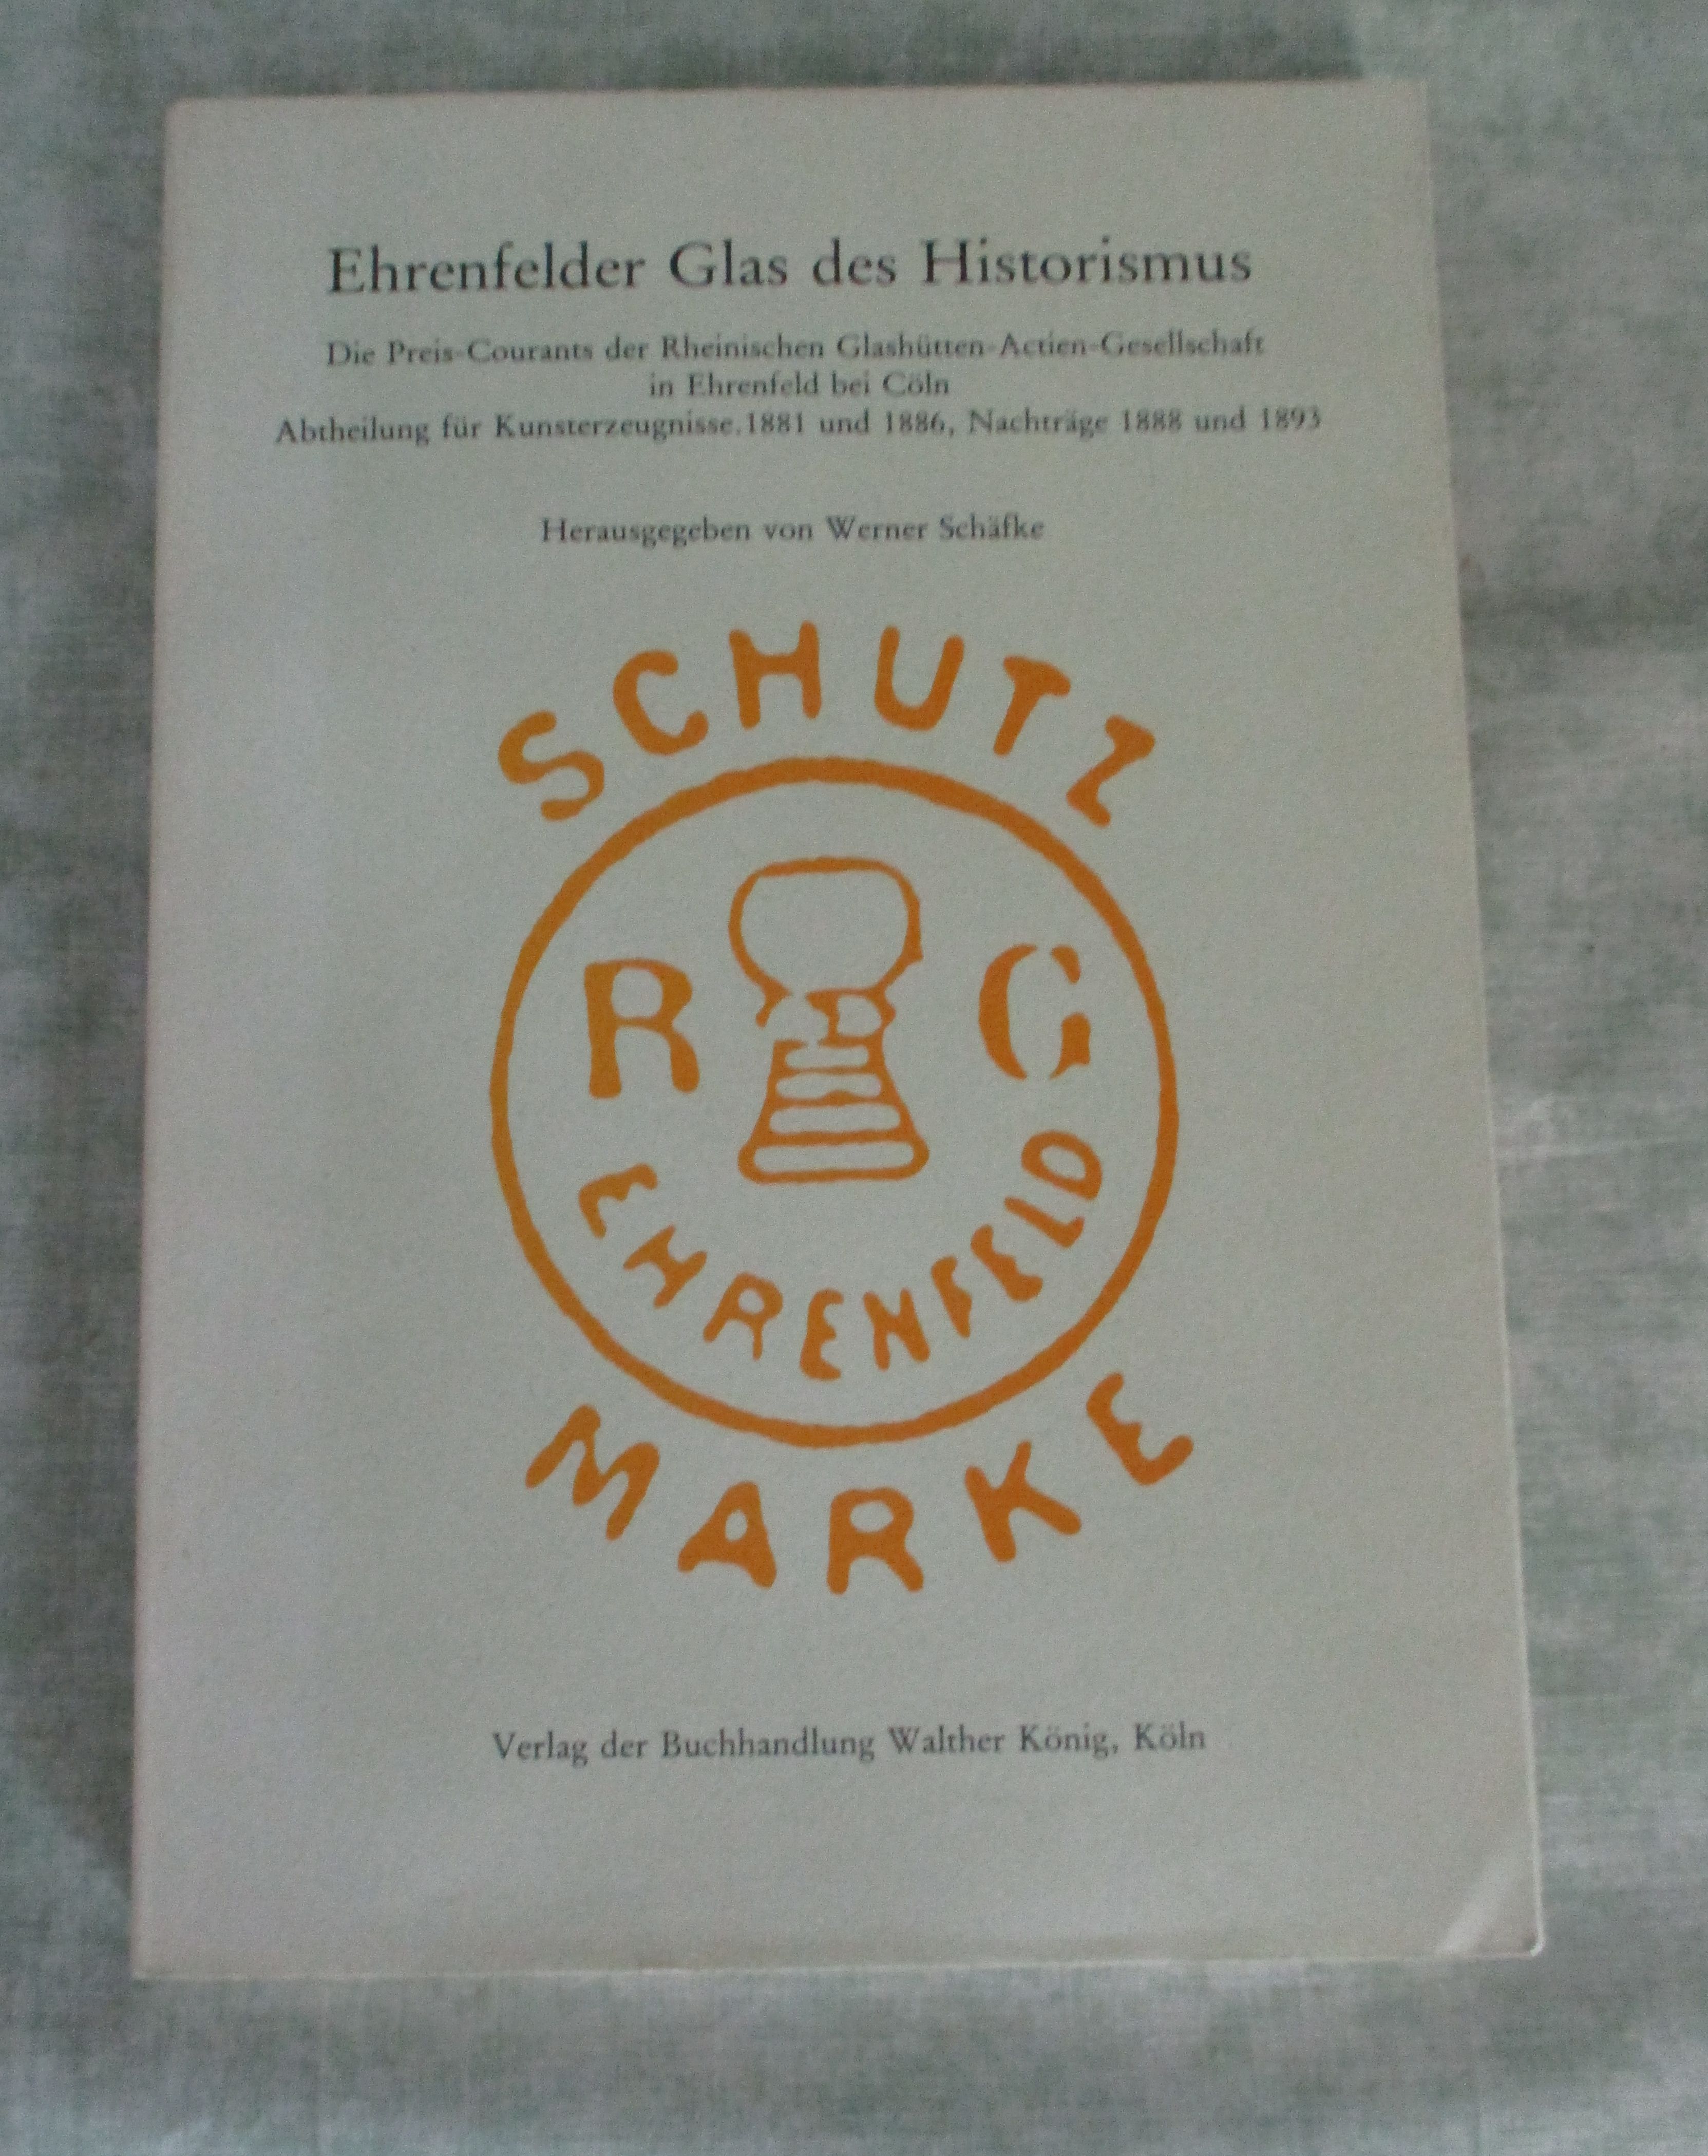 Ehrenfelder Glas des Historismus
Die Preis-Courants der Rheinischen Glashütten-Actien-Gesellschaft
in Ehrenfeld bei Cöln
Abtheilung für Kunsterzeugnisse.1881 und 1886, Nachträge 1888 und 1893
Herausgegeben von Werner Schäfke
SCHUTZ
R G
EHRENFELD
MARKE
Verlag der Buchhandlung Walther König, Köln